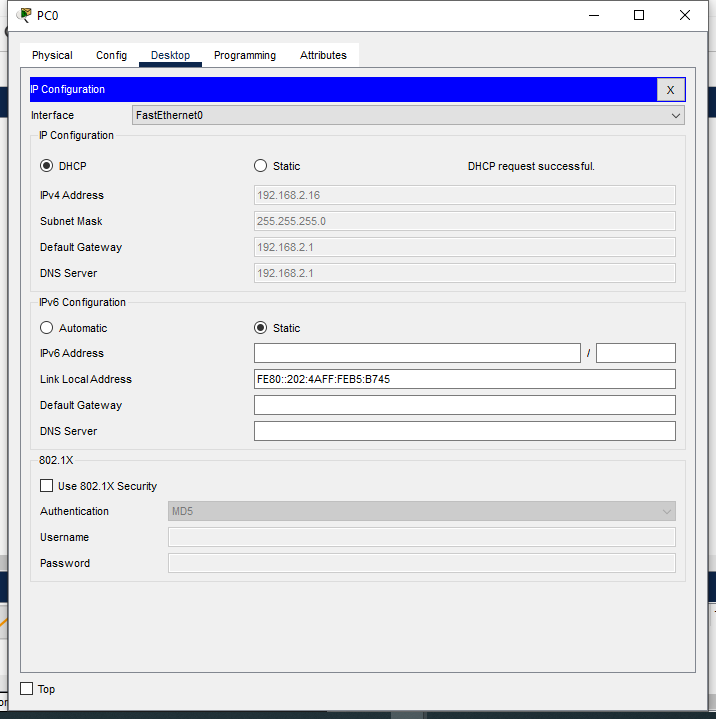 PC0
Physical Config Desktop Programming Attributes
IP Configuration X
Interface FastEthernet0
IP Configuration
DHCP Static DHCP request successful.
IPv4 Address 192.168.2.16
Subnet Mask 255.255.255.0
Default Gateway 192.168.2.1
DNS Server 192.168.2.1
IPv6 Configuration
Automatic Static
IPv6 Address /
Link Local Address FE80::202:4AFF:FEB5:B745
Default Gateway
DNS Server
802.1X
Use 802.1X Security
Authentication MD5
Username
Password
Top